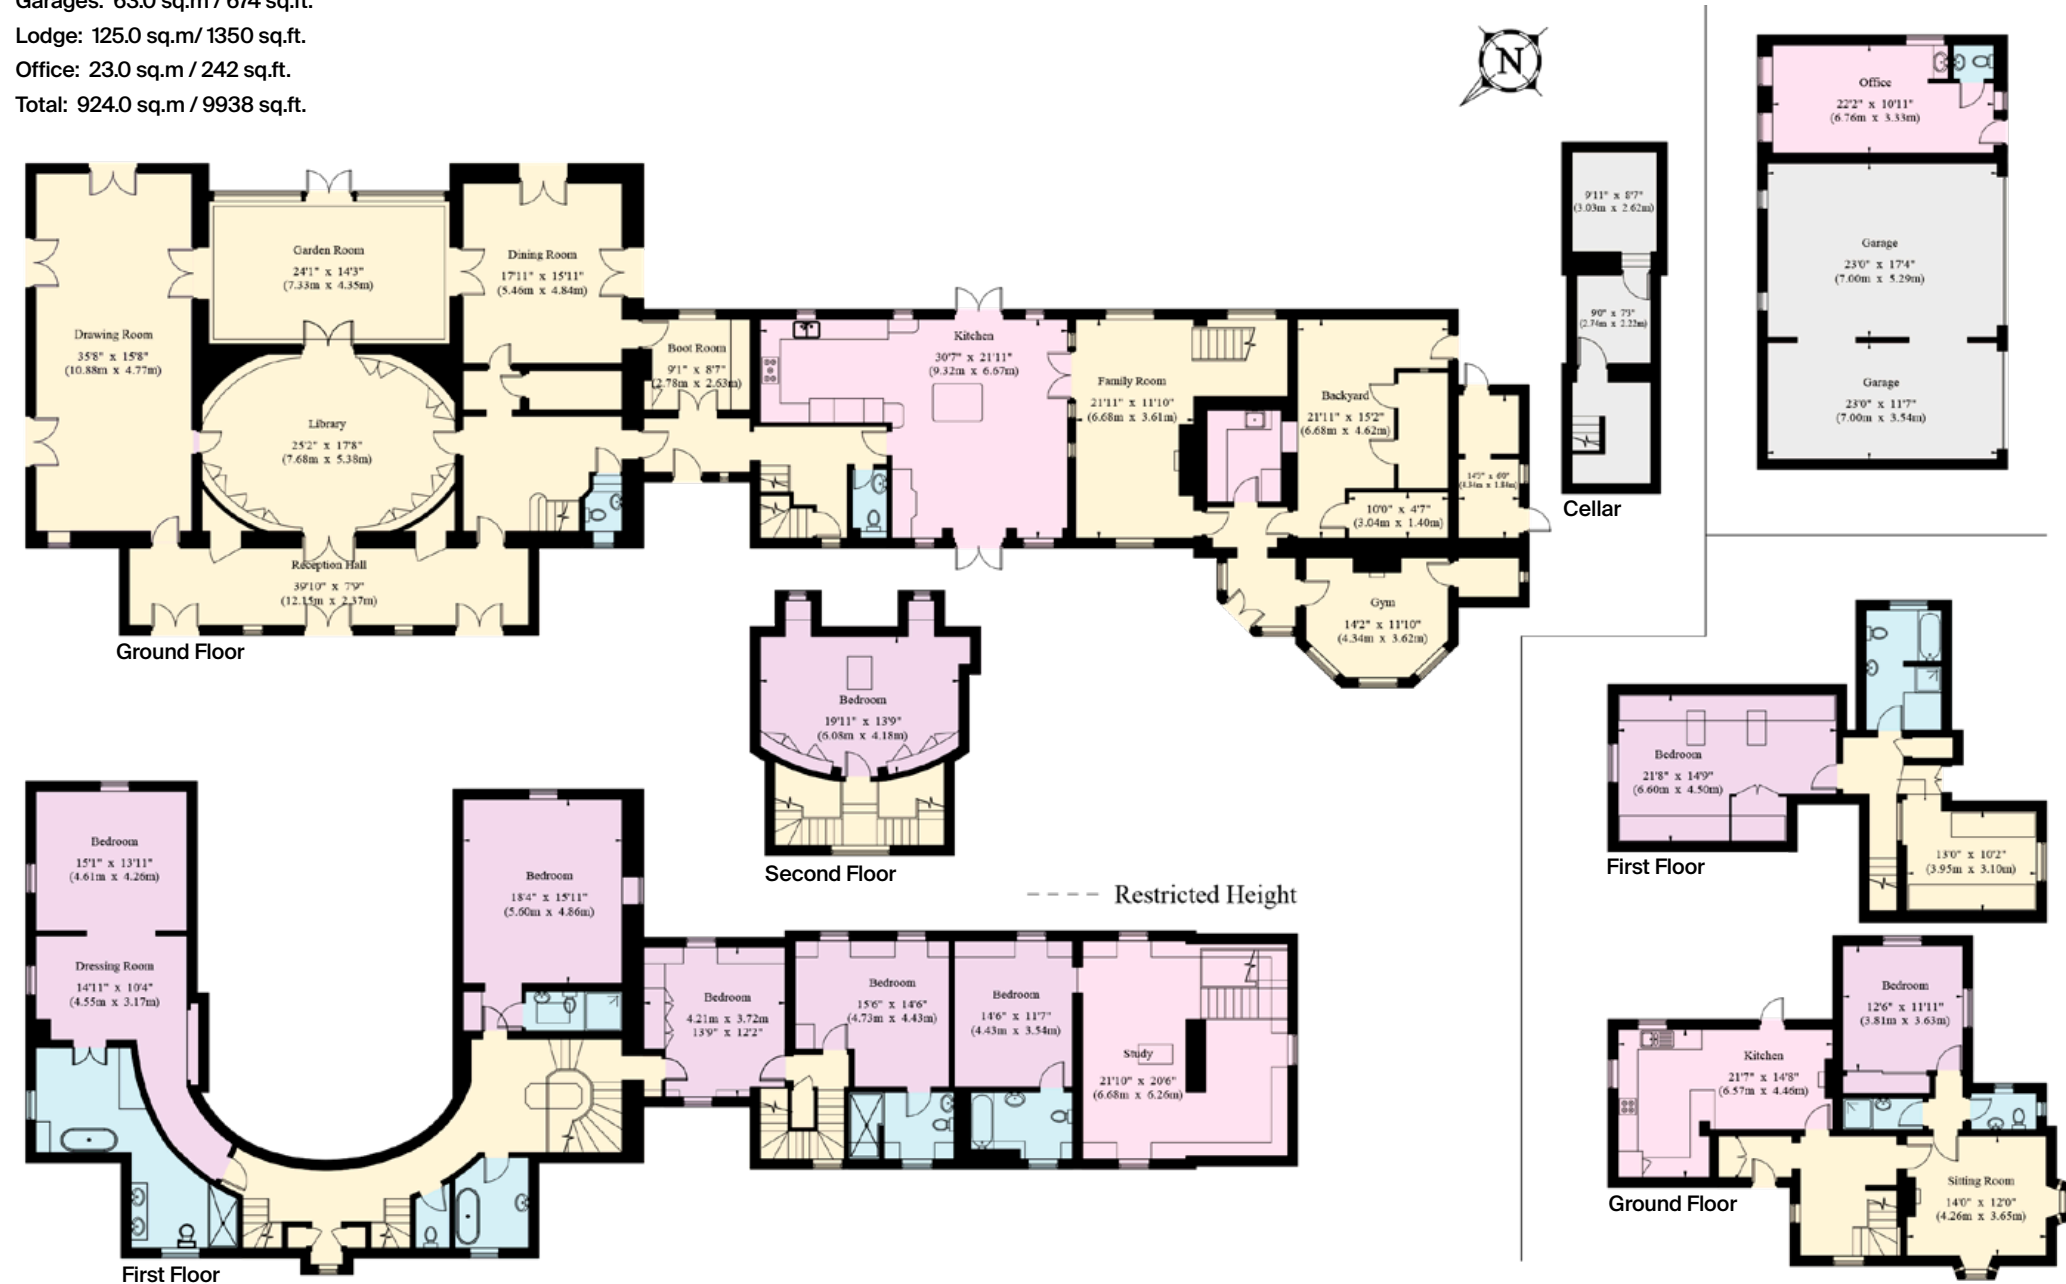 Garages: 63.0 sq.m / 674 sq.ft.
Lodge: 125.0 sq.m/ 1350 sq.ft.
Office: 23.0 sq.m / 242 sq.ft.
Total: 924.0 sq.m / 9938 sq.ft.
N
Office
22'2" x 10'11"
(6.76m x 3.33m)
Garage
23'0" x 17'4"
(7.00m x 5.29m)
Garage
23'0" x 11'7"
(7.00m x 3.54m)
9'11" x 8'7"
(3.03m x 2.62m)
9'0" x 7'3"
(2.74m x 2.22m)
Cellar
Drawing Room
35'8" x 15'8"
(10.88m x 4.77m)
Garden Room
24'1" x 14'3"
(7.33m x 4.35m)
Dining Room
17'11" x 15'11"
(5.46m x 4.84m)
Library
25'2" x 17'8"
(7.68m x 5.38m)
Boot Room
9'1" x 8'7"
(2.78m x 2.63m)
Kitchen
30'7" x 21'11"
(9.32m x 6.67m)
Family Room
21'11" x 11'10"
(6.68m x 3.61m)
Backyard
21'11" x 15'2"
(6.68m x 4.62m)
10'0" x 4'7"
(3.04m x 1.40m)
Reception Hall
39'10" x 7'9"
(12.15m x 2.37m)
Gym
14'2" x 11'10"
(4.34m x 3.62m)
Ground Floor
Bedroom
19'11" x 13'9"
(6.08m x 4.18m)
Second Floor
Restricted Height
Bedroom
15'1" x 13'11"
(4.61m x 4.26m)
Dressing Room
14'11" x 10'4"
(4.55m x 3.17m)
Bedroom
18'4" x 15'11"
(5.60m x 4.86m)
Bedroom
4.21m x 3.72m
13'9" x 12'2"
Bedroom
15'6" x 14'6"
(4.73m x 4.43m)
Bedroom
14'6" x 11'7"
(4.43m x 3.54m)
Study
21'10" x 20'6"
(6.68m x 6.26m)
First Floor
Bedroom
21'8" x 14'9"
(6.60m x 4.50m)
13'0" x 10'2"
(3.95m x 3.10m)
First Floor
Bedroom
12'6" x 11'11"
(3.81m x 3.63m)
Kitchen
21'7" x 14'8"
(6.57m x 4.46m)
Sitting Room
14'0" x 12'0"
(4.26m x 3.65m)
Ground Floor